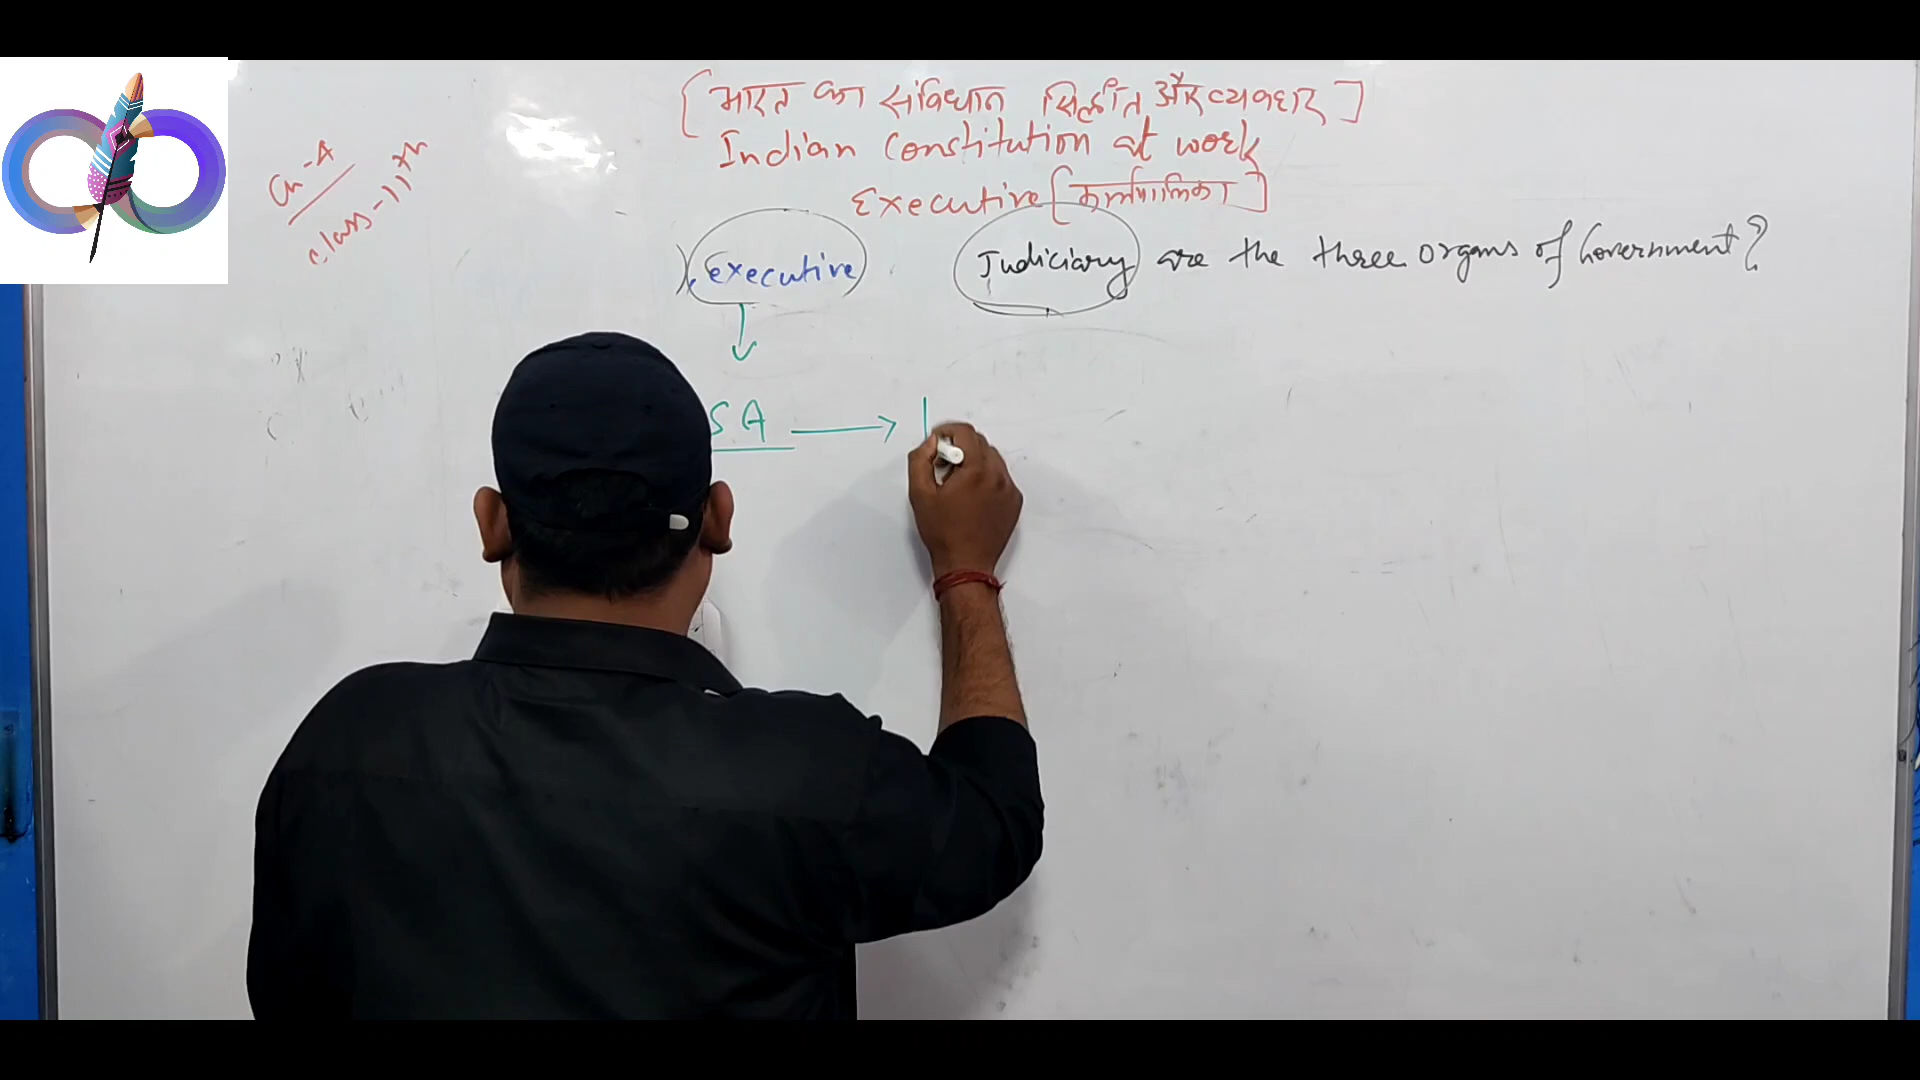 [भारत का संविधान सिद्धांत और व्यवहार]
Indian Constitution at work
Executive [कार्यपालिका]
Ch-4
class-11th
executive Judiciary are the three organs of Government?
SA →